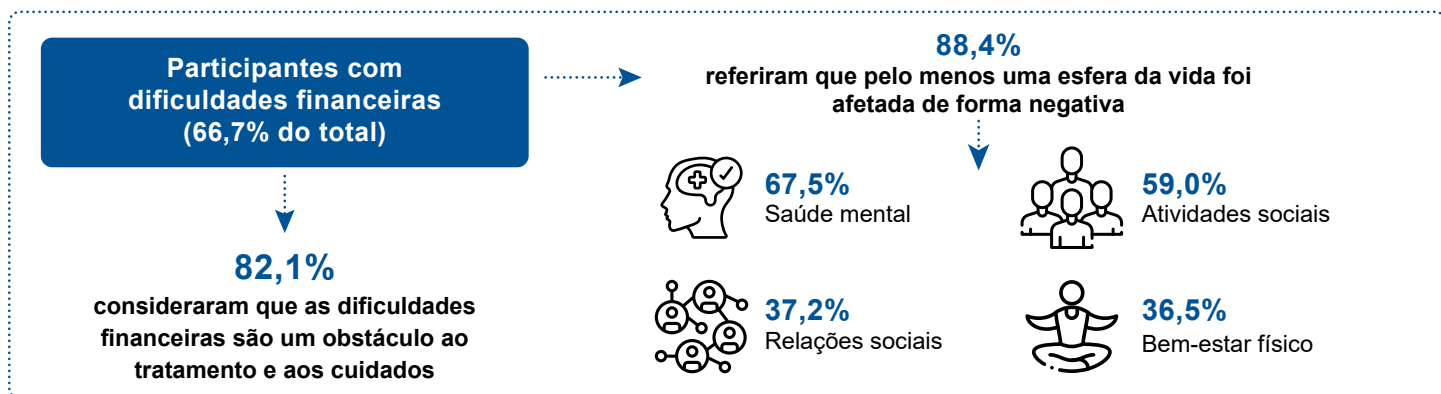 Participantes com
dificuldades financeiras
(66,7% do total)
82,1%
consideraram que as dificuldades
financeiras são um obstáculo ao
tratamento e aos cuidados
88,4%
referiram que pelo menos uma esfera da vida foi
afetada de forma negativa
67,5%
Saúde mental
59,0%
Atividades sociais
37,2%
Relações sociais
36,5%
Bem-estar físico